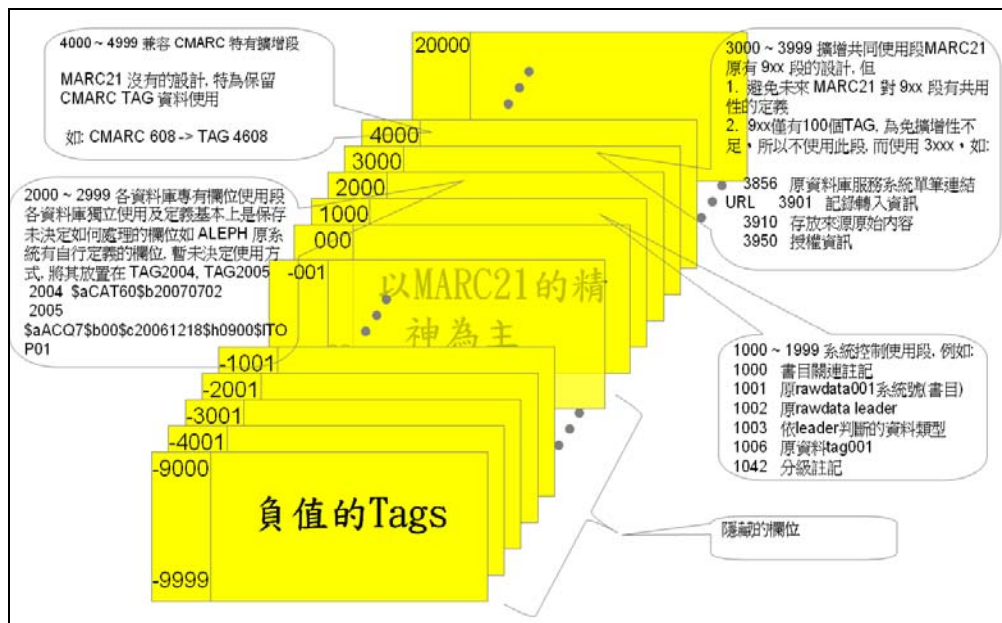 4000 ~ 4999 兼容 CMARC 特有擴增段
MARC21 沒有的設計, 特為保留
CMARC TAG 資料使用
如: CMARC 608 -> TAG 4608
2000 ~ 2999 各資料庫專有欄位使用段
各資料庫獨立使用及定義基本上是保存
未決定如何處理的欄位如 ALEPH 原系
統有自行定義的欄位, 暫未決定使用方
式, 將其放置在 TAG2004, TAG2005
2004 $aCAT60$b20070702
2005
$aACQ7$b00$c20061218$h0900$lTO
P01
20000
4000
3000
2000
1000
000
-001
以MARC21的精
神為主
-1001
-2001
-3001
-4001
-9000
負值的Tags
-9999
3000 ~ 3999 擴增共同使用段MARC21
原有 9xx 段的設計, 但
1. 避免未來 MARC21 對 9xx 段有共用
性的定義
2. 9xx僅有100個TAG, 為免擴增性不
足，所以不使用此段, 而使用 3xxx，如:
3856 原資料庫服務系統單筆連結
URL 3901 記錄轉入資訊
3910 存放來源原始內容
3950 授權資訊
1000 ~ 1999 系統控制使用段, 例如:
1000 書目關連註記
1001 原rawdata001系統號(書目)
1002 原rawdata leader
1003 依leader判斷的資料類型
1006 原資料tag001
1042 分級註記
隱藏的欄位